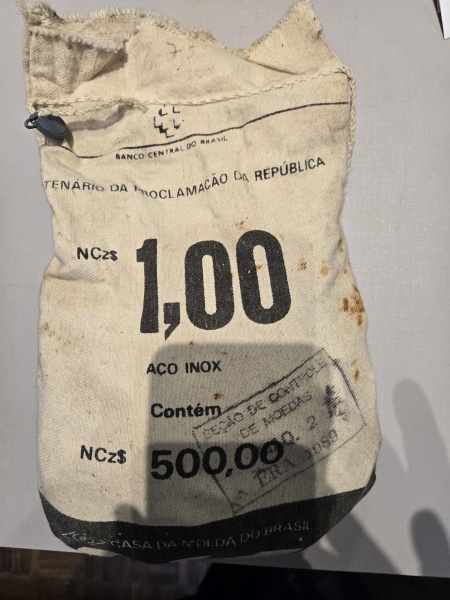 BANCO CENTRAL DO BRASIL
TENÁRIO DA PROCLAMAÇÃO DA REPÚBLICA
NCz$ 1,00
AÇO INOX
Contém
NCz$ 500,00
SEÇÃO DE CONTROLE
DE MOEDAS
1989
CASA DA MOEDA DO BRASIL